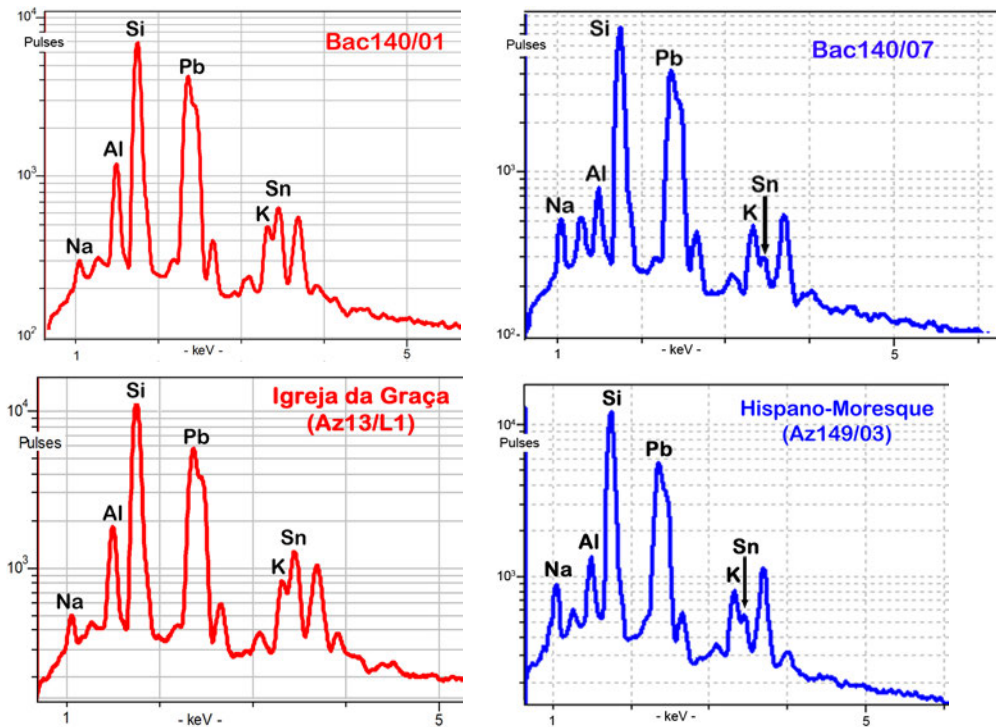 10⁴
Pulses
Si
Bac140/01
Pb
Al
10³
Sn
K
Na
10²
1
- keV -
5
Pulses
Si
Bac140/07
Pb
10³
Al
Sn
Na
K
10²
1
- keV -
5
Si
Igreja da Graça
(Az13/L1)
10⁴
Pulses
Pb
Al
Sn
10³
K
Na
1
- keV -
5
Si
Hispano-Moresque
(Az149/03)
10⁴
Pulses
Pb
Al
Sn
Na
10³
K
1
- keV -
5